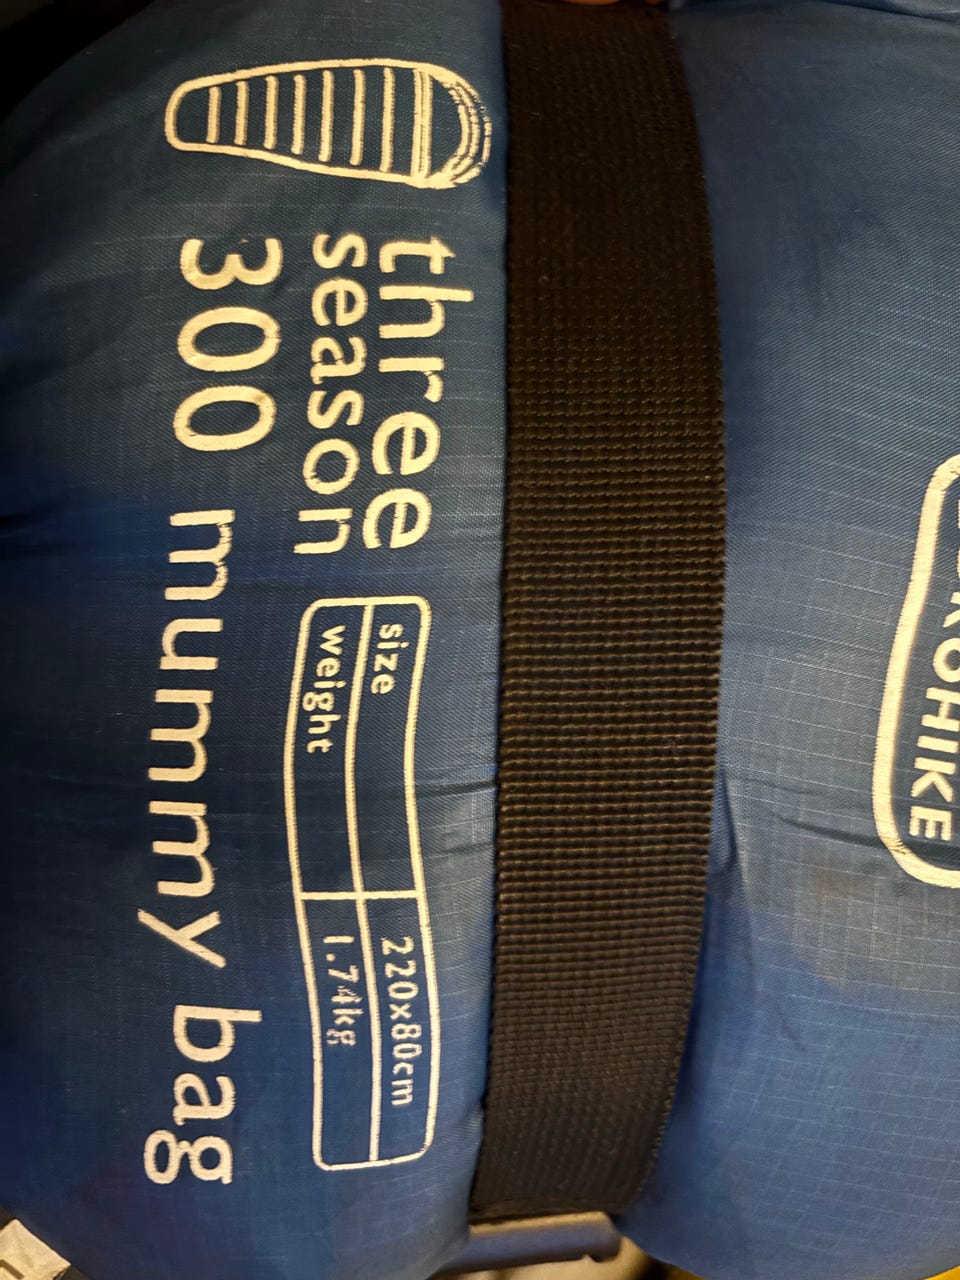 three
season
300 mummy bag
size 220x80cm
weight 1.74kg